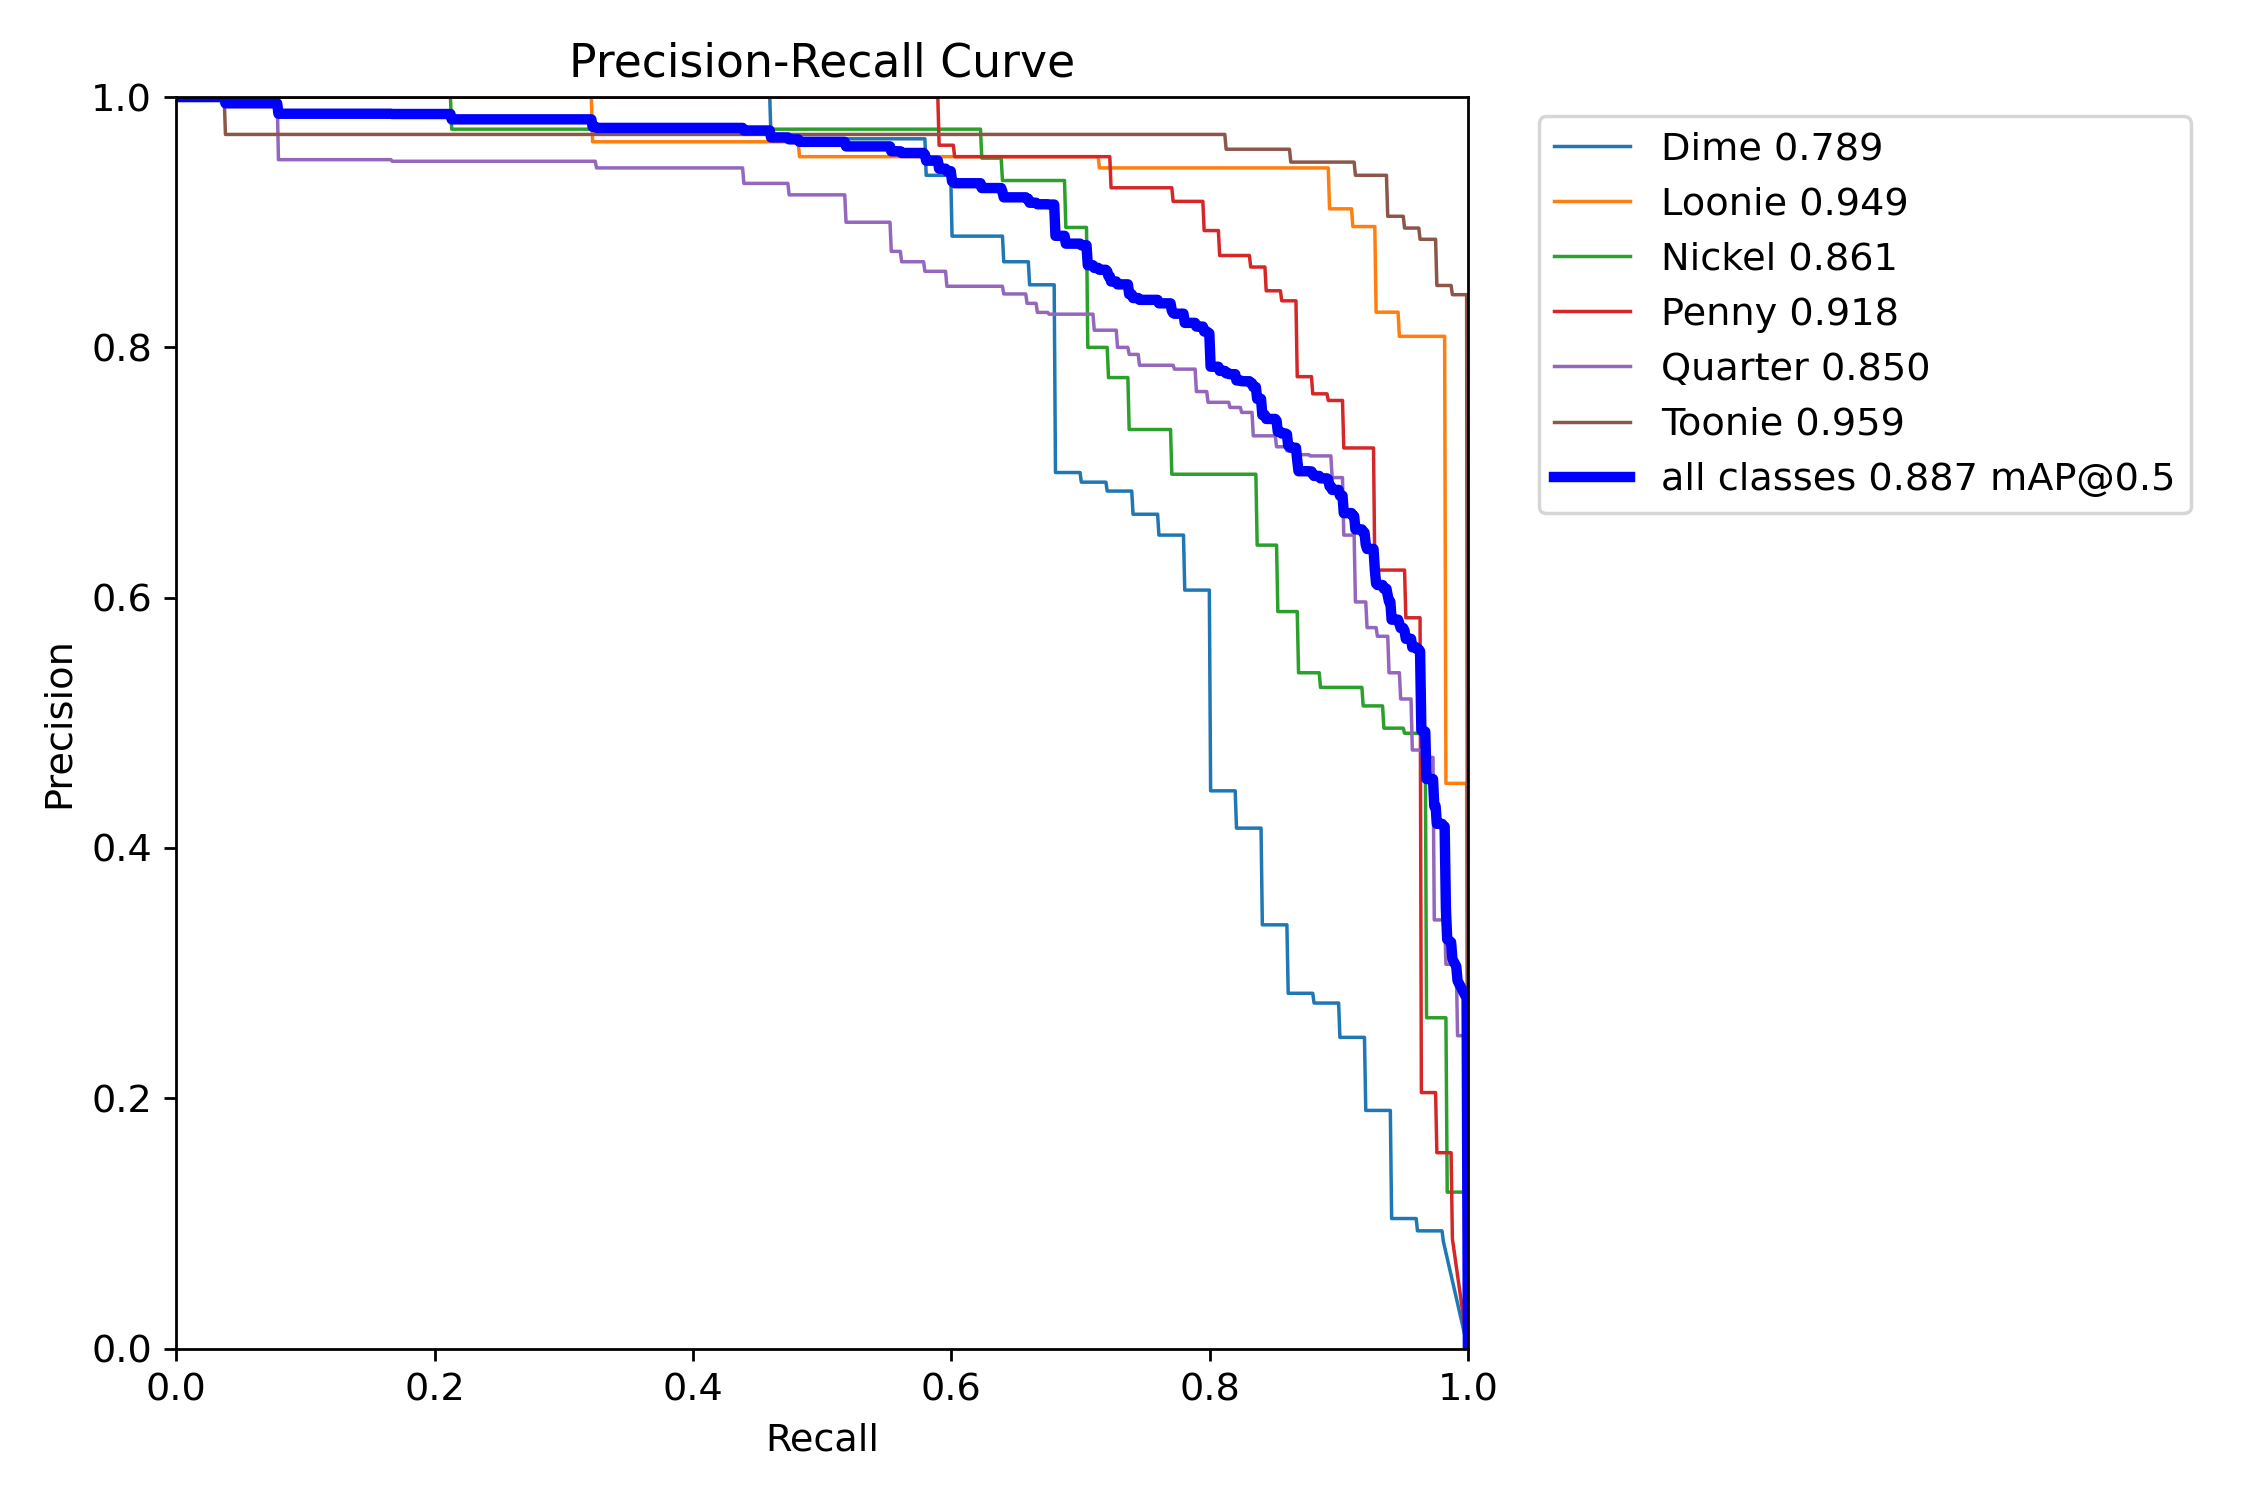 Precision-Recall Curve
1.0
0.8
0.6
0.4
0.2
0.0
Precision
0.0 0.2 0.4 0.6 0.8 1.0
Recall
Dime 0.789
Loonie 0.949
Nickel 0.861
Penny 0.918
Quarter 0.850
Toonie 0.959
all classes 0.887 mAP@0.5